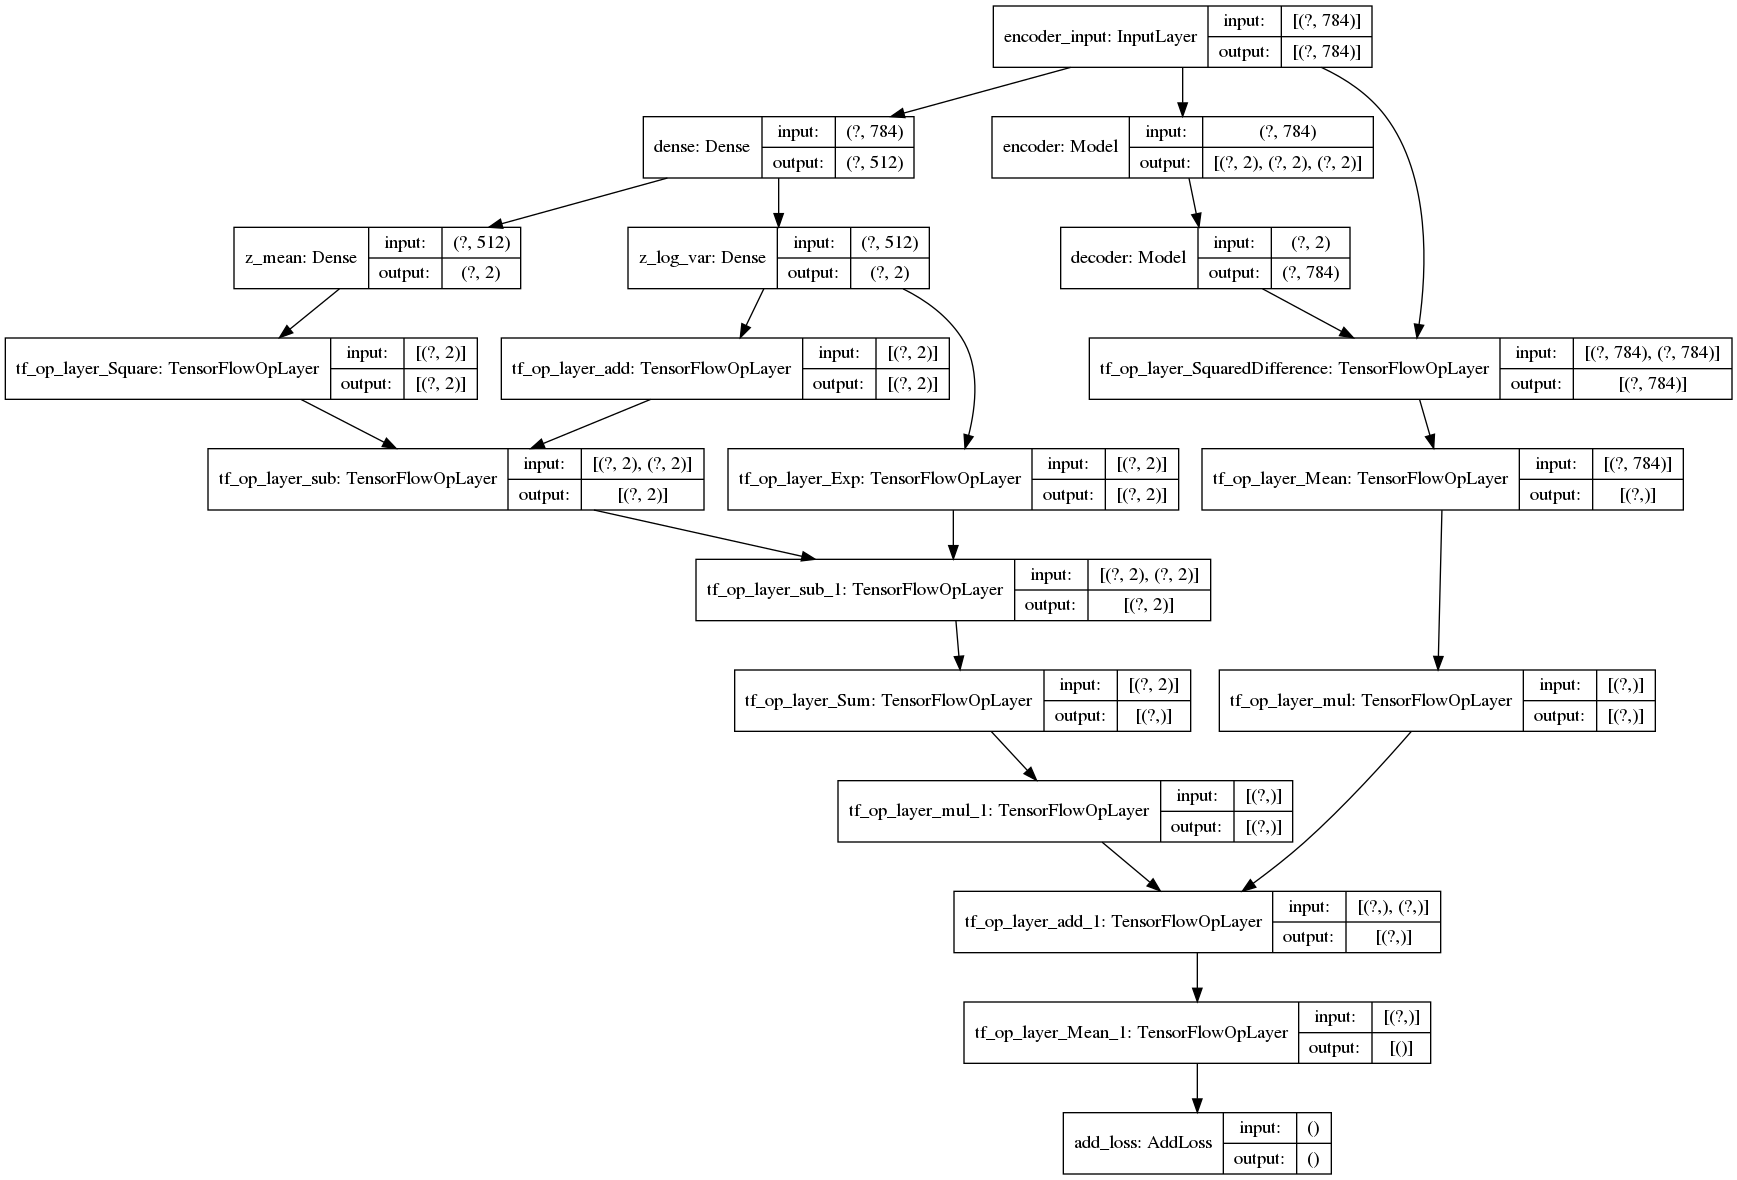 encoder_input: InputLayer
input: [(?, 784)]
output: [(?, 784)]
dense: Dense
input: (?, 784)
output: (?, 512)
encoder: Model
input: (?, 784)
output: [(?, 2), (?, 2), (?, 2)]
z_mean: Dense
input: (?, 512)
output: (?, 2)
z_log_var: Dense
input: (?, 512)
output: (?, 2)
decoder: Model
input: (?, 2)
output: (?, 784)
tf_op_layer_Square: TensorFlowOpLayer
input: [(?, 2)]
output: [(?, 2)]
tf_op_layer_add: TensorFlowOpLayer
input: [(?, 2)]
output: [(?, 2)]
tf_op_layer_SquaredDifference: TensorFlowOpLayer
input: [(?, 784), (?, 784)]
output: [(?, 784)]
tf_op_layer_sub: TensorFlowOpLayer
input: [(?, 2), (?, 2)]
output: [(?, 2)]
tf_op_layer_Exp: TensorFlowOpLayer
input: [(?, 2)]
output: [(?, 2)]
tf_op_layer_Mean: TensorFlowOpLayer
input: [(?, 784)]
output: [(?,)]
tf_op_layer_sub_1: TensorFlowOpLayer
input: [(?, 2), (?, 2)]
output: [(?, 2)]
tf_op_layer_Sum: TensorFlowOpLayer
input: [(?, 2)]
output: [(?,)]
tf_op_layer_mul: TensorFlowOpLayer
input: [(?,)]
output: [(?,)]
tf_op_layer_mul_1: TensorFlowOpLayer
input: [(?,)]
output: [(?,)]
tf_op_layer_add_1: TensorFlowOpLayer
input: [(?,), (?,)]
output: [(?,)]
tf_op_layer_Mean_1: TensorFlowOpLayer
input: [(?,)]
output: [()]
add_loss: AddLoss
input: ()
output: ()